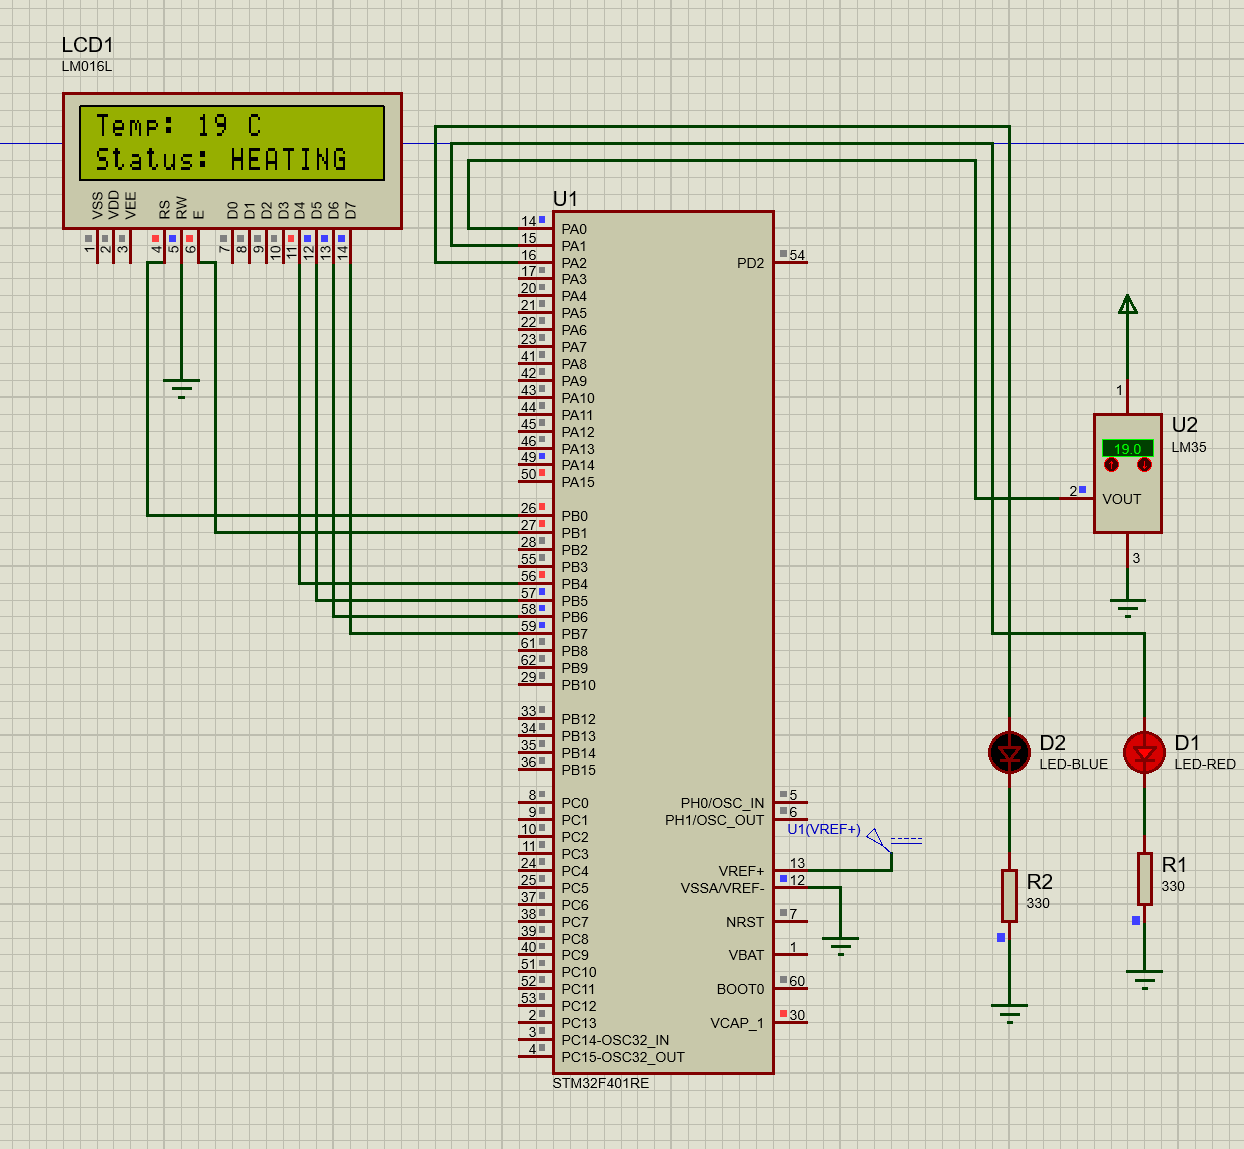 LCD1
LM016L
Temp: 19 C
Status: HEATING
VSS VDD VEE RS RW E D0 D1 D2 D3 D4 D5 D6 D7
1 2 3 4 5 6 7 8 9 10 11 12 13 14
U1
14 PA0
15 PA1
16 PA2
17 PA3
20 PA4
21 PA5
22 PA6
23 PA7
41 PA8
42 PA9
43 PA10
44 PA11
45 PA12
46 PA13
49 PA14
50 PA15
26 PB0
27 PB1
28 PB2
55 PB3
56 PB4
57 PB5
58 PB6
59 PB7
61 PB8
62 PB9
29 PB10
33 PB12
34 PB13
35 PB14
36 PB15
8 PC0
9 PC1
10 PC2
11 PC3
24 PC4
25 PC5
37 PC6
38 PC7
39 PC8
40 PC9
51 PC10
52 PC11
53 PC12
2 PC13
3 PC14-OSC32_IN
4 PC15-OSC32_OUT
PD2 54
PH0/OSC_IN 5
PH1/OSC_OUT 6
U1(VREF+)
VREF+ 13
VSSA/VREF- 12
NRST 7
VBAT 1
BOOT0 60
VCAP_1 30
STM32F401RE
1
U2
LM35
19.0
2 VOUT
3
D2
LED-BLUE
D1
LED-RED
R2
330
R1
330